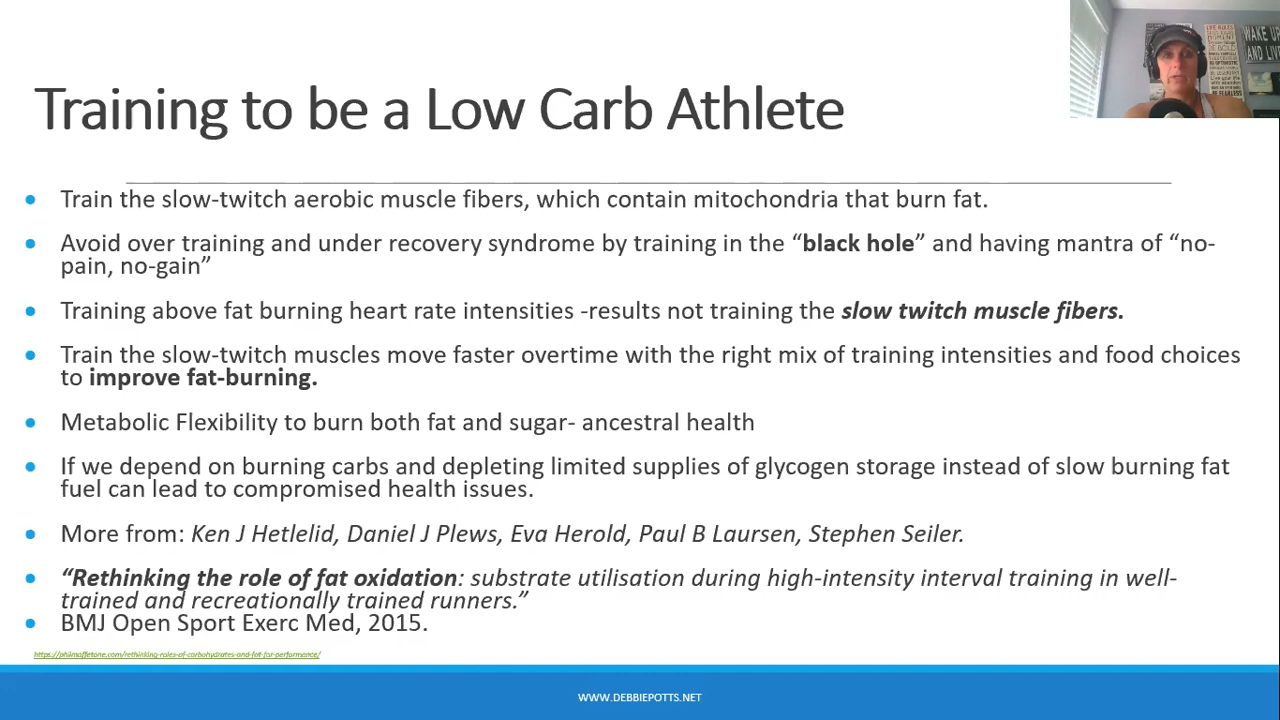 WAKE UP
AND LIVE
Training to be a Low Carb Athlete
Train the slow-twitch aerobic muscle fibers, which contain mitochondria that burn fat.
Avoid over training and under recovery syndrome by training in the “black hole” and having mantra of “no-
pain, no-gain”
Training above fat burning heart rate intensities -results not training the slow twitch muscle fibers.
Train the slow-twitch muscles move faster overtime with the right mix of training intensities and food choices
to improve fat-burning.
Metabolic Flexibility to burn both fat and sugar- ancestral health
If we depend on burning carbs and depleting limited supplies of glycogen storage instead of slow burning fat
fuel can lead to compromised health issues.
More from: Ken J Hetlelid, Daniel J Plews, Eva Herold, Paul B Laursen, Stephen Seiler.
“Rethinking the role of fat oxidation: substrate utilisation during high-intensity interval training in well-
trained and recreationally trained runners.”
BMJ Open Sport Exerc Med, 2015.
https://philmaffetone.com/rethinking-roles-of-carbohydrates-and-fat-for-performance/
WWW.DEBBIEPOTTS.NET